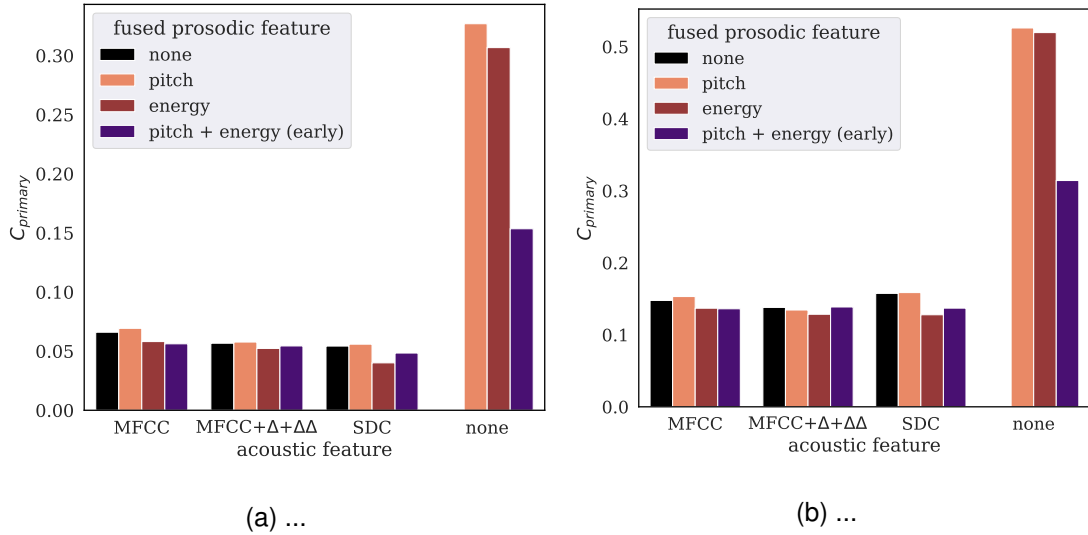 fused prosodic feature
none
pitch
energy
pitch + energy (early)
0.30
0.25
0.20
0.15
0.10
0.05
0.00
C_primary
MFCC MFCC+Δ+ΔΔ SDC none
acoustic feature
(a) ...
fused prosodic feature
none
pitch
energy
pitch + energy (early)
0.5
0.4
0.3
0.2
0.1
0.0
C_primary
MFCC MFCC+Δ+ΔΔ SDC none
acoustic feature
(b) ...